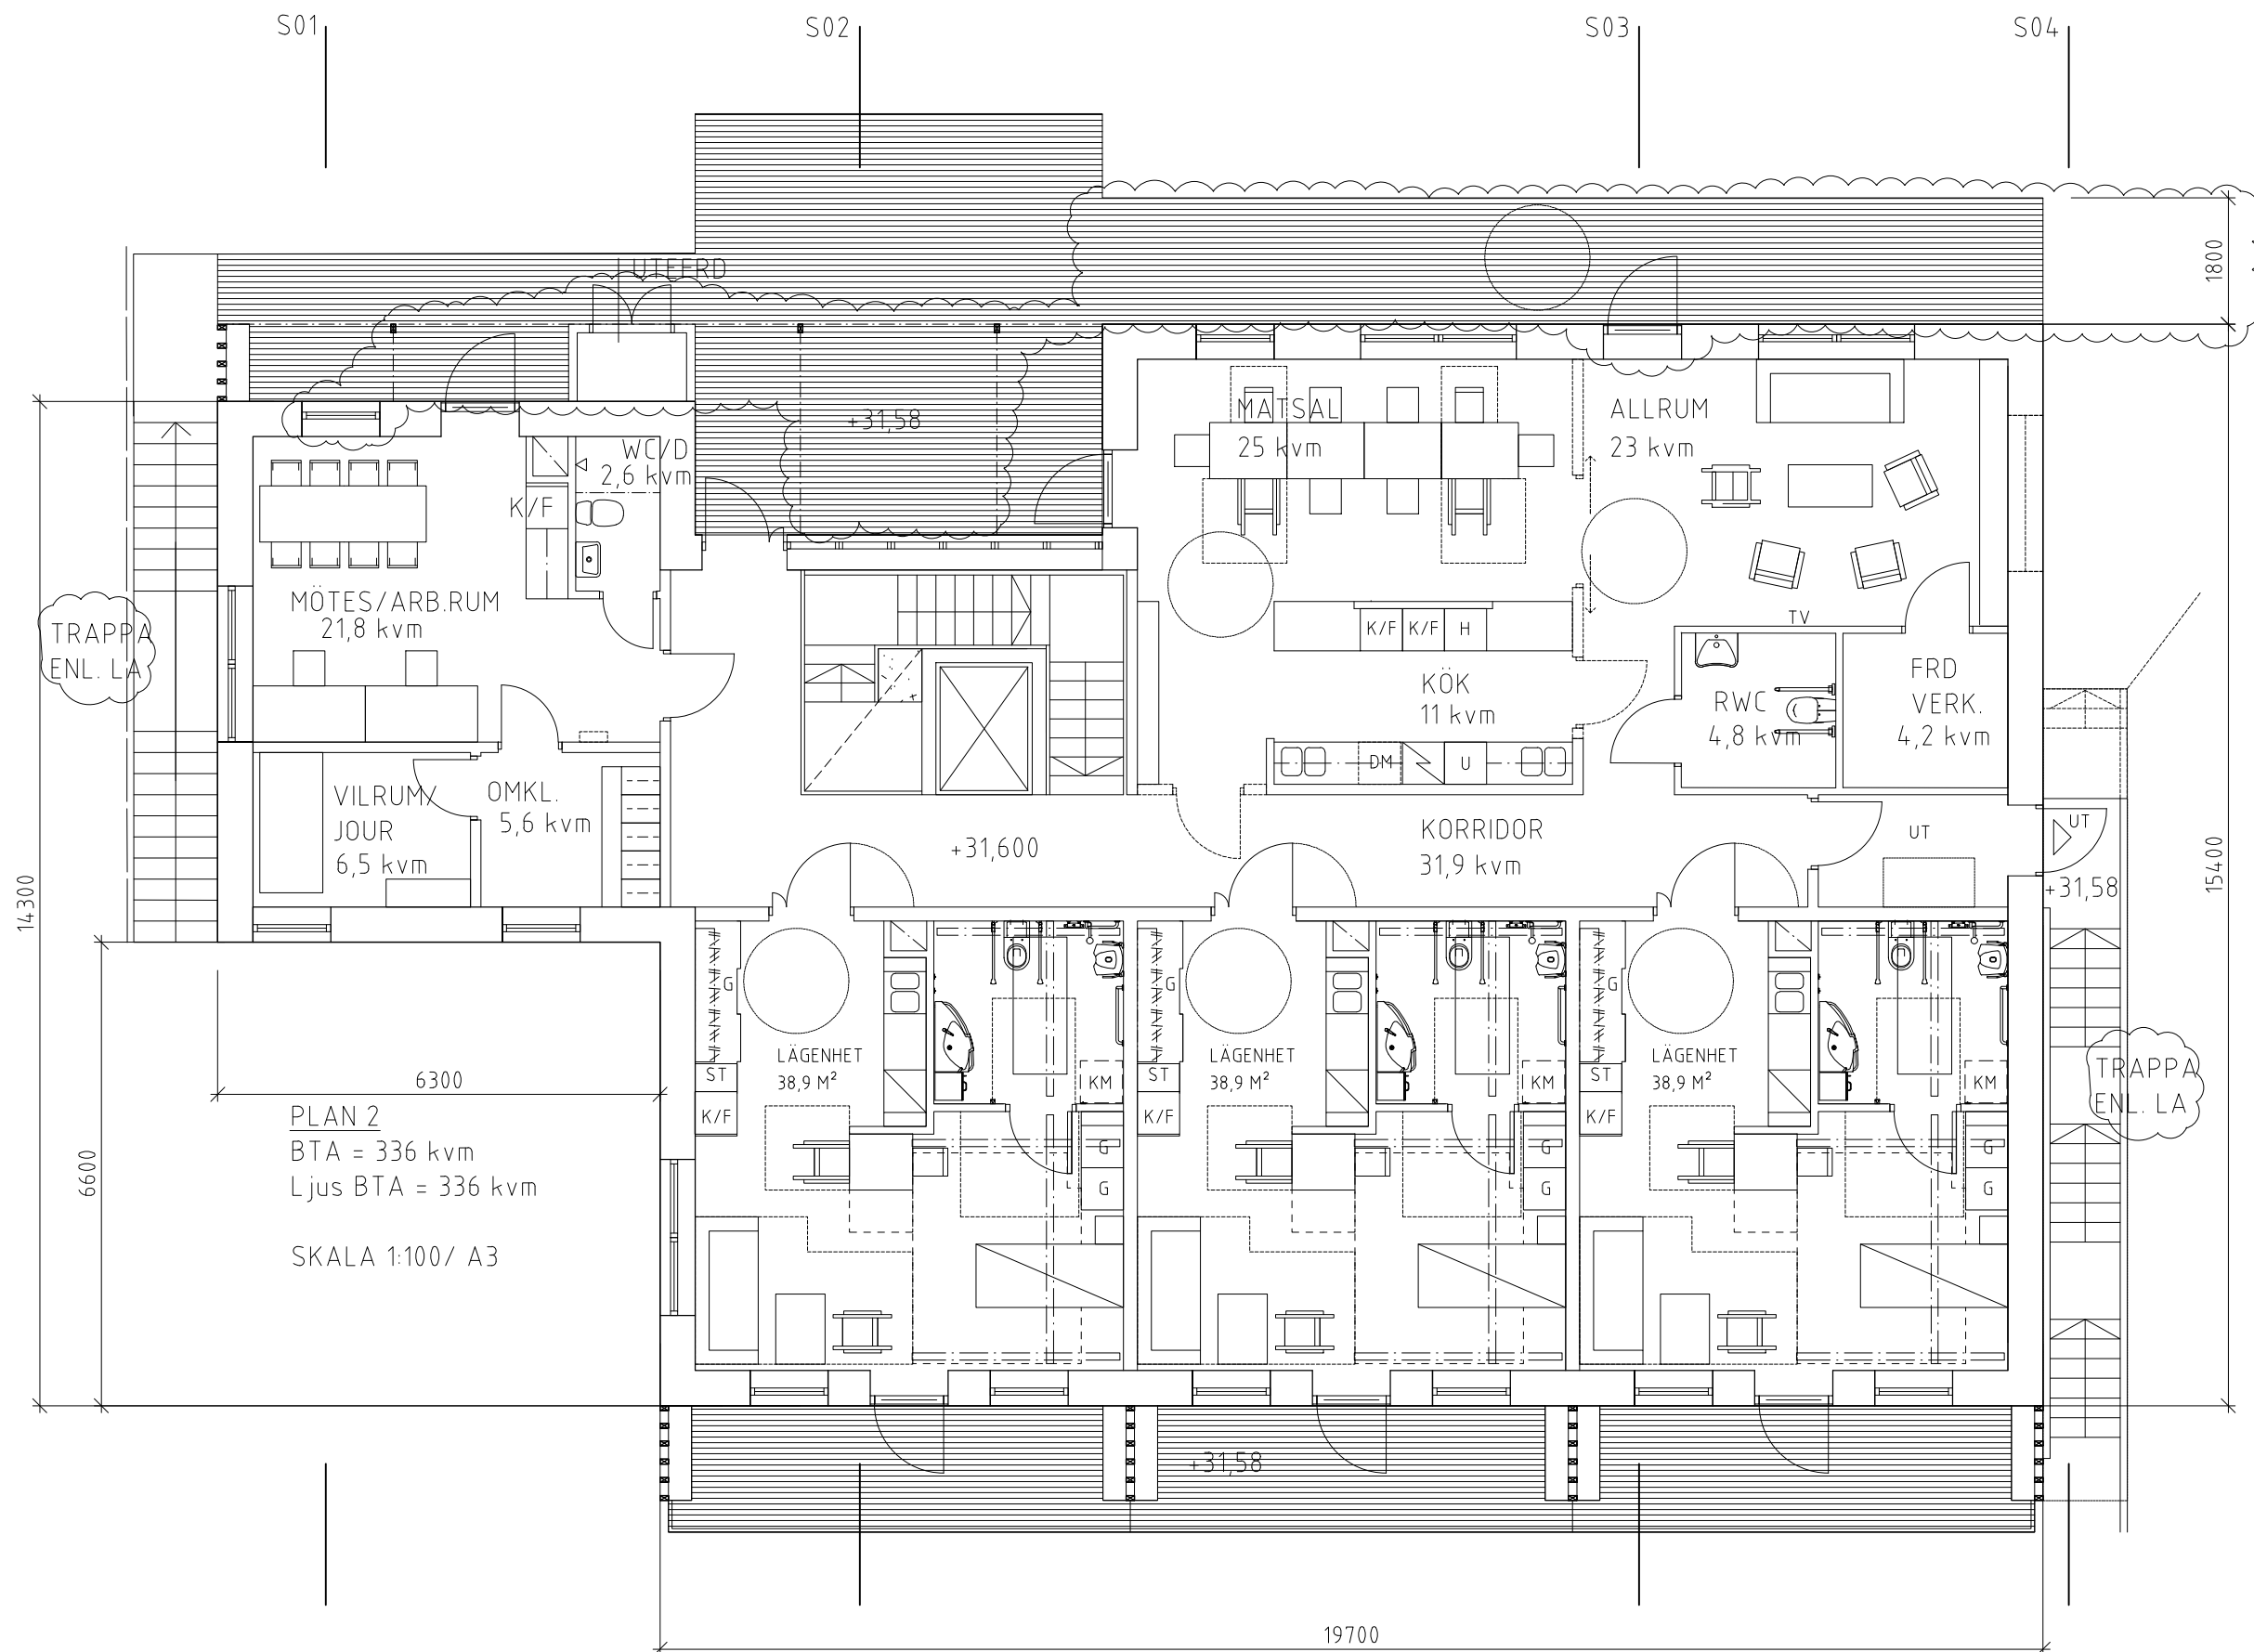 S01
S02
S03
S04
1800
UTEFRD
+31,58
MATSAL
25 kvm
ALLRUM
23 kvm
WC/D
2,6 kvm
K/F
MÖTES/ARB.RUM
21,8 kvm
TRAPPA
ENL. LA
K/F
K/F
H
TV
KÖK
11 kvm
RWC
4,8 kvm
FRD
VERK.
4,2 kvm
DM
U
VILRUM/
JOUR
6,5 kvm
OMKL.
5,6 kvm
+31,600
KORRIDOR
31,9 kvm
UT
UT
+31,58
14300
15400
G
G
G
LÄGENHET
38,9 M²
LÄGENHET
38,9 M²
LÄGENHET
38,9 M²
ST
ST
ST
KM
KM
KM
K/F
K/F
K/F
TRAPPA
ENL. LA
6300
6600
PLAN 2
BTA = 336 kvm
Ljus BTA = 336 kvm
SKALA 1:100/ A3
G
G
G
G
G
G
+31,58
19700